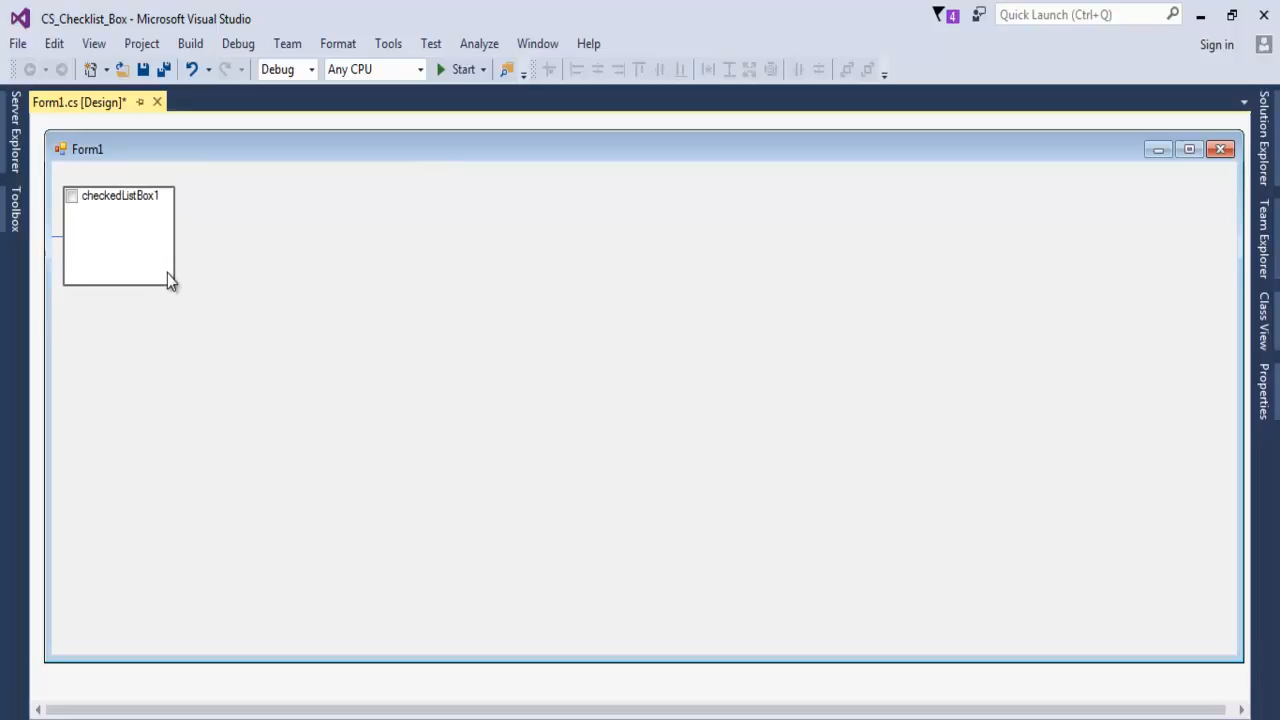 CS_Checklist_Box - Microsoft Visual Studio
4
Quick Launch (Ctrl+Q)
File Edit View Project Build Debug Team Format Tools Test Analyze Window Help
Sign in
Debug Any CPU Start
Form1.cs [Design]*
Server Explorer
Toolbox
Form1
checkedListBox1
Solution Explorer
Team Explorer
Class View
Properties